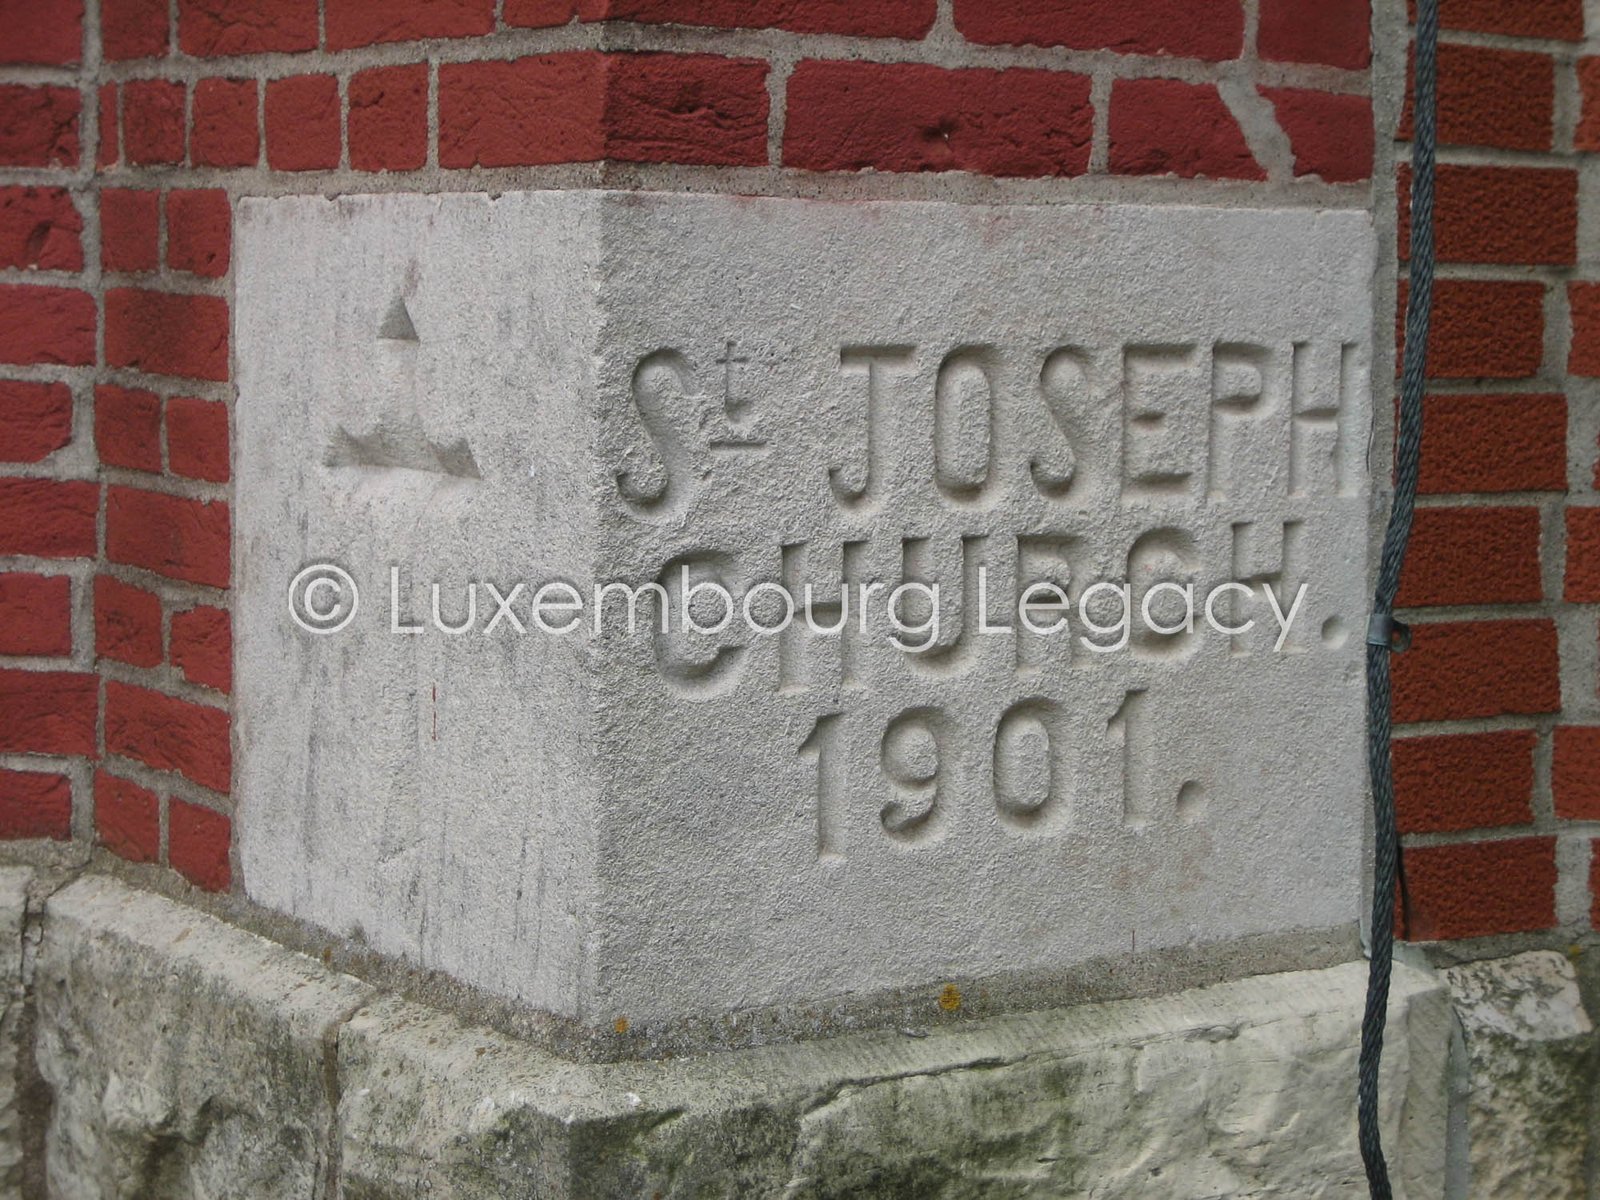 St JOSEPH
CHURCH.
1901.
© Luxembourg Legacy